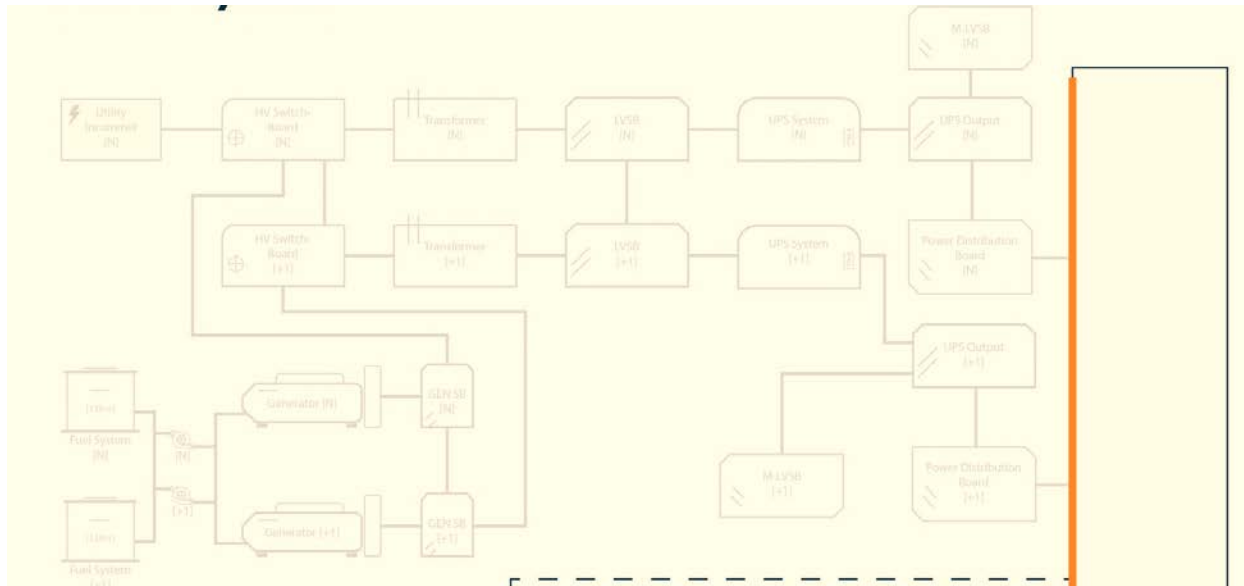 M-LVSB
[N]
Utility
Incomer#
[N]
HV Switch-
Board
[N]
Transformer
[N]
LVSB
[N]
UPS System
[N]
UPS Output
[N]
HV Switch-
Board
[+1]
Transformer
[+1]
LVSB
[+1]
UPS System
[+1]
Power Distribution
Board
[N]
UPS Output
[+1]
Generator [N]
GEN SB
[N]
Fuel System
[N]
[N]
M-LVSB
[+1]
Power Distribution
Board
[+1]
[+1]
Generator [+1]
GEN SB
[+1]
Fuel System
[+1]